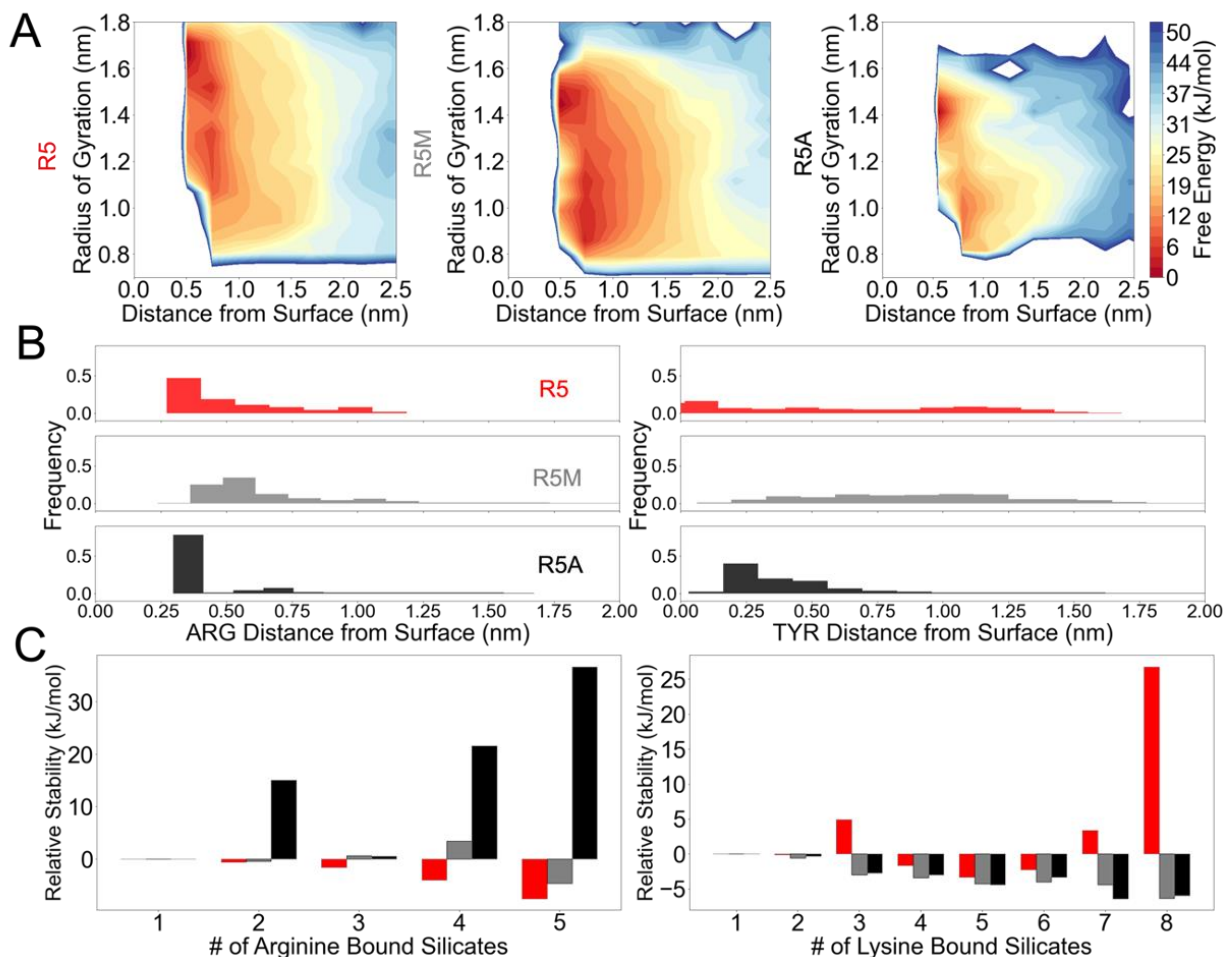 A
R5
Radius of Gyration (nm)
1.8
1.6
1.4
1.2
1.0
0.8
0.0 0.5 1.0 1.5 2.0 2.5
Distance from Surface (nm)
R5M
Radius of Gyration (nm)
1.8
1.6
1.4
1.2
1.0
0.8
0.0 0.5 1.0 1.5 2.0 2.5
Distance from Surface (nm)
R5A
Radius of Gyration (nm)
1.8
1.6
1.4
1.2
1.0
0.8
0.0 0.5 1.0 1.5 2.0 2.5
Distance from Surface (nm)
50
44
37
31
25
19
12
6
0
Free Energy (kJ/mol)
B
Frequency
0.5
0.0
R5
0.5
0.0
R5M
0.5
0.0
R5A
0.00 0.25 0.50 0.75 1.00 1.25 1.50 1.75 2.00
ARG Distance from Surface (nm)
Frequency
0.5
0.0
0.5
0.0
0.5
0.0
0.00 0.25 0.50 0.75 1.00 1.25 1.50 1.75 2.00
TYR Distance from Surface (nm)
C
Relative Stability (kJ/mol)
30
20
10
0
1 2 3 4 5
# of Arginine Bound Silicates
Relative Stability (kJ/mol)
25
20
15
10
5
0
−5
1 2 3 4 5 6 7 8
# of Lysine Bound Silicates